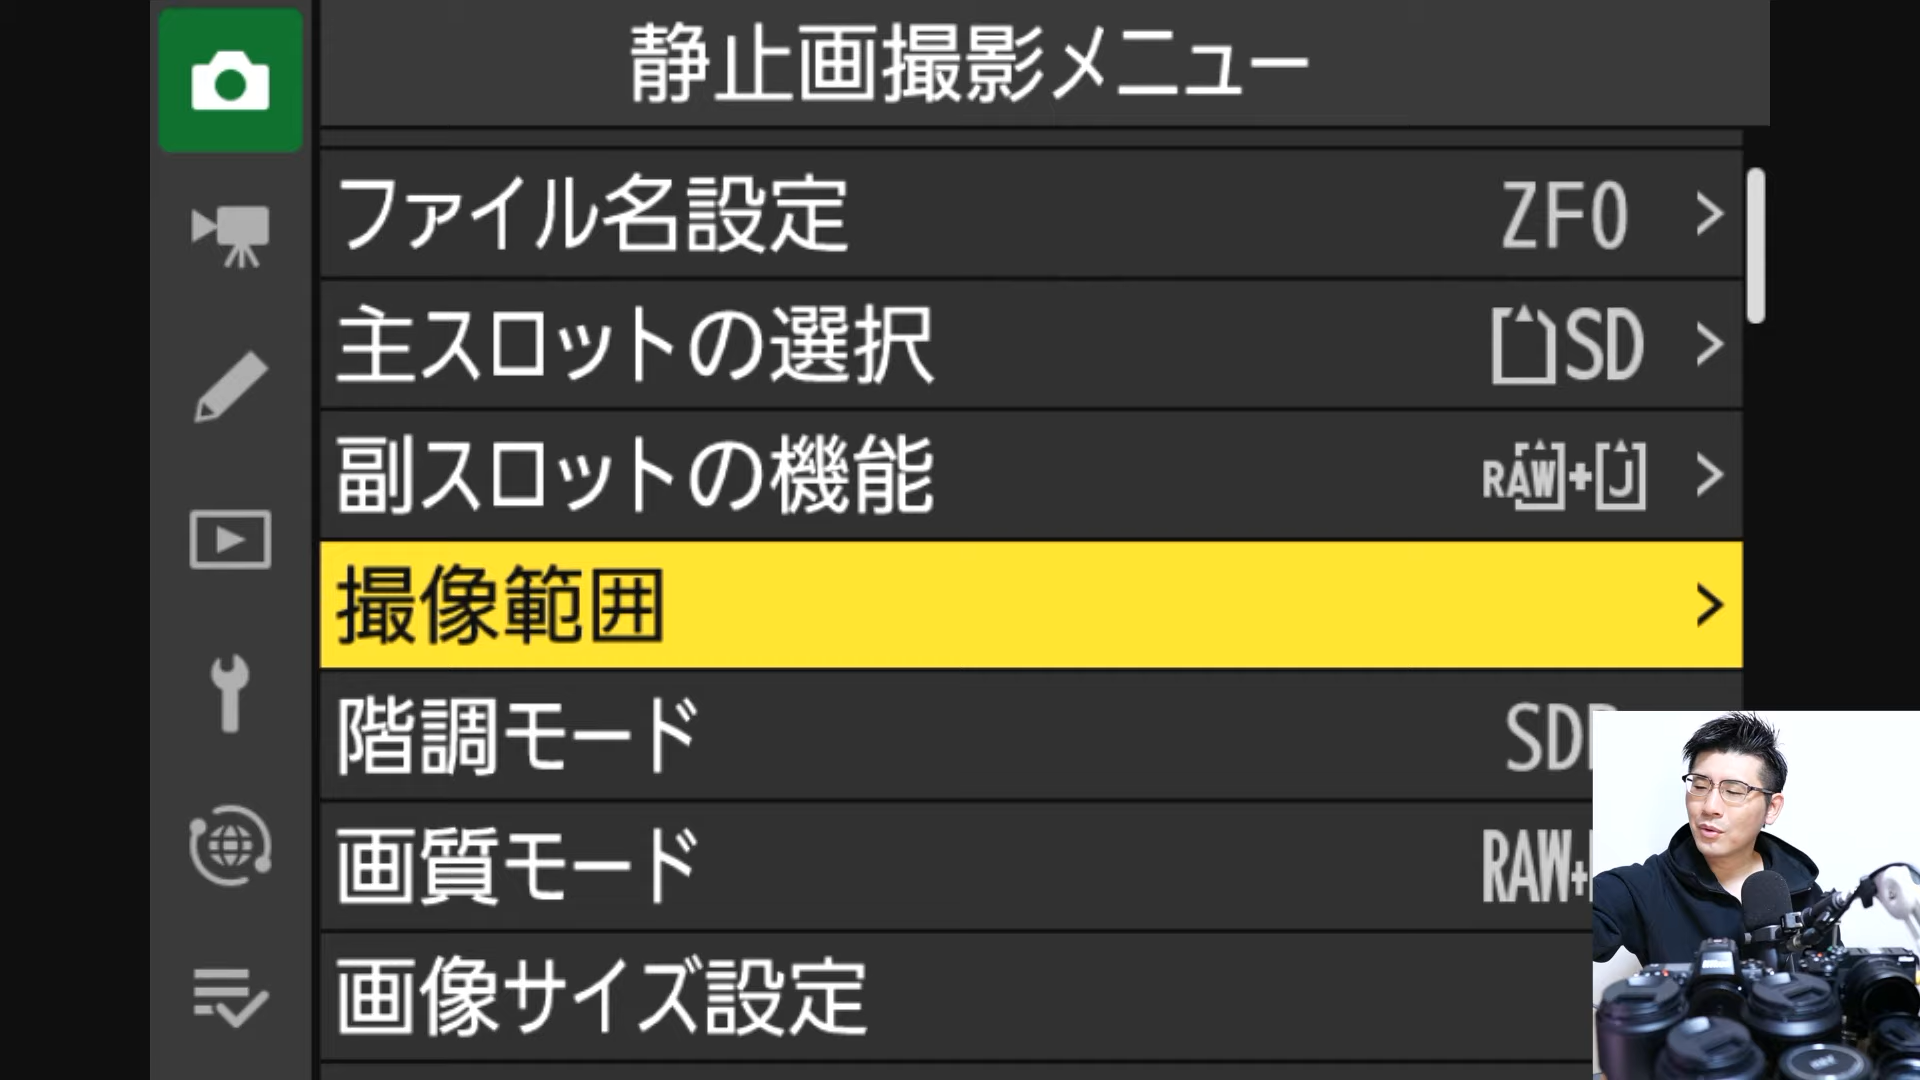 静止画撮影メニュー
ファイル名設定 ZF0
主スロットの選択 SD
副スロットの機能 RAW+J
撮像範囲
階調モード SD
画質モード RAW+
画像サイズ設定